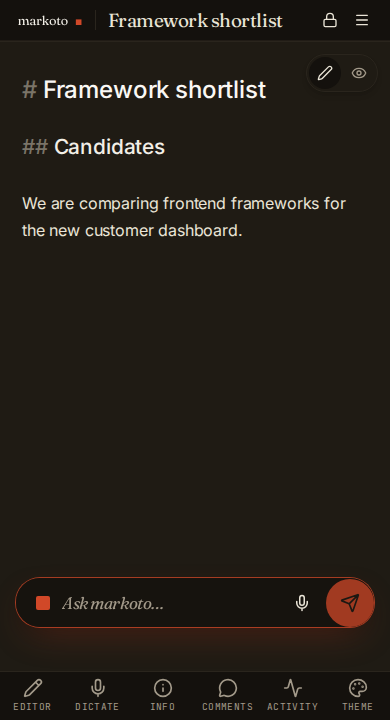 markoto
Framework shortlist
# Framework shortlist
## Candidates
We are comparing frontend frameworks for
the new customer dashboard.
Ask markoto...
EDITOR
DICTATE
INFO
COMMENTS
ACTIVITY
THEME